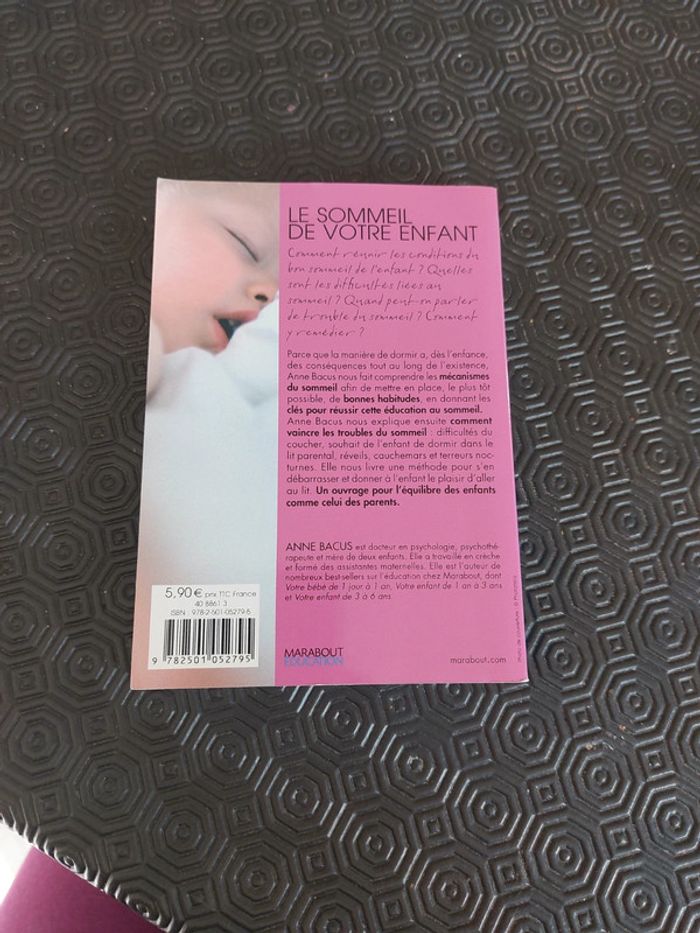 LE SOMMEIL
DE VOTRE ENFANT
Comment réunir les conditions du
bon sommeil de l'enfant ? Quelles
sont les difficultés liées au
sommeil ? Quand peut-on parler
de trouble du sommeil ? Comment
y remédier ?
Parce que la manière de dormir a, dès l'enfance,
des conséquences tout au long de l'existence,
Anne Bacus nous fait comprendre les mécanismes
du sommeil afin de mettre en place, le plus tôt
possible, de bonnes habitudes, en donnant les
clés pour réussir cette éducation au sommeil.
Anne Bacus nous explique ensuite comment
vaincre les troubles du sommeil : difficultés du
coucher, souhait de l'enfant de dormir dans le
lit parental, réveils, cauchemars et terreurs noc-
turnes. Elle nous livre une méthode pour s'en
débarrasser et donner à l'enfant le plaisir d'aller
au lit. Un ouvrage pour l'équilibre des enfants
comme celui des parents.
ANNE BACUS est docteur en psychologie, psychothé-
rapeute et mère de deux enfants. Elle a travaillé en crèche
et formé des assistantes maternelles. Elle est l'auteur de
nombreux best-sellers sur l'éducation chez Marabout, dont
Votre bébé de 1 jour à 1 an, Votre enfant de 1 an à 3 ans
et Votre enfant de 3 à 6 ans.
5,90 € prix TTC France
40 8861 3
ISBN : 978-2-501-05279-5
9 782501 052795
MARABOUT
EDUCATION
marabout.com